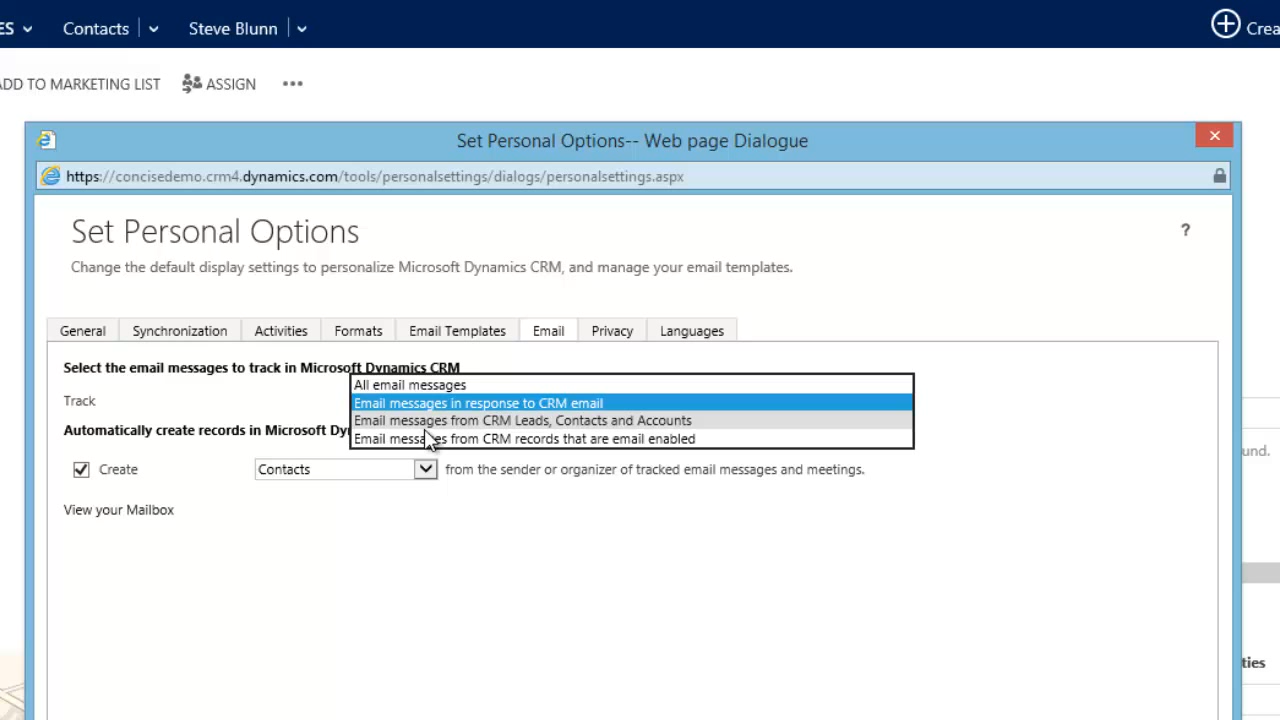 ES Contacts Steve Blunn Crea
ADD TO MARKETING LIST ASSIGN •••
Set Personal Options-- Web page Dialogue
https://concisedemo.crm4.dynamics.com/tools/personalsettings/dialogs/personalsettings.aspx
Set Personal Options ?
Change the default display settings to personalize Microsoft Dynamics CRM, and manage your email templates.
General Synchronization Activities Formats Email Templates Email Privacy Languages
Select the email messages to track in Microsoft Dynamics CRM
All email messages
Track
Email messages in response to CRM email
Email messages from CRM Leads, Contacts and Accounts
Automatically create records in Microsoft Dy
Email messages from CRM records that are email enabled
und.
Create Contacts from the sender or organizer of tracked email messages and meetings.
View your Mailbox
ties